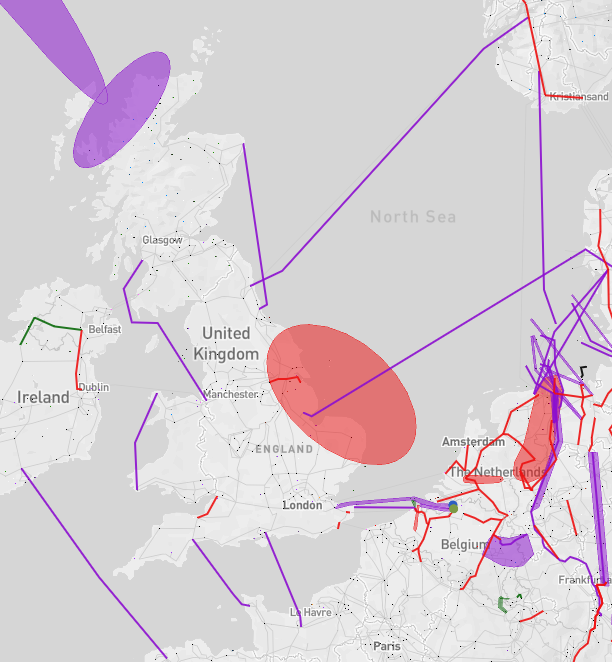 Kristiansand
North Sea
Glasgow
Belfast
United
Kingdom
Dublin
Ireland
Manchester
Amsterdam
ENGLAND
The Netherlands
London
Belgium
Le Havre
Paris